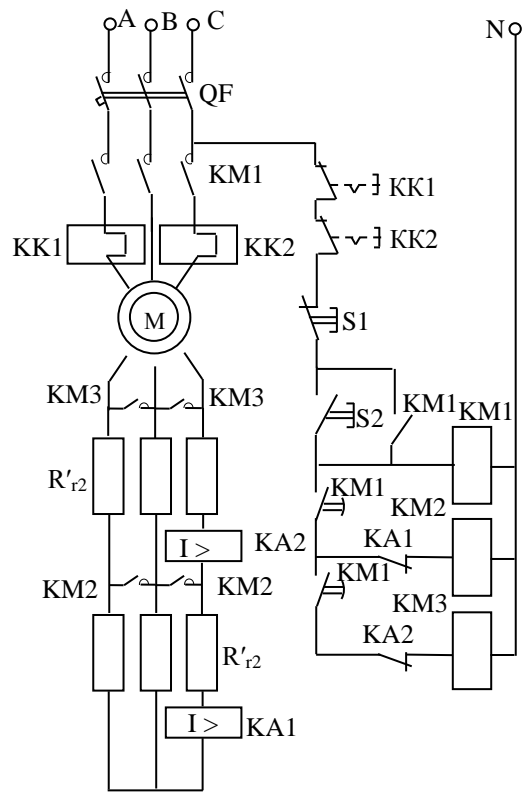 A B C N
QF
KM1 KK1
KK1 KK2 KK2
M S1
KM3 KM3 KM1 KM1
S2
R′r2 KM1 KM2
I > KA2 KA1
KM2 KM2 KM1 KM3
R′r2 KA2
I > KA1